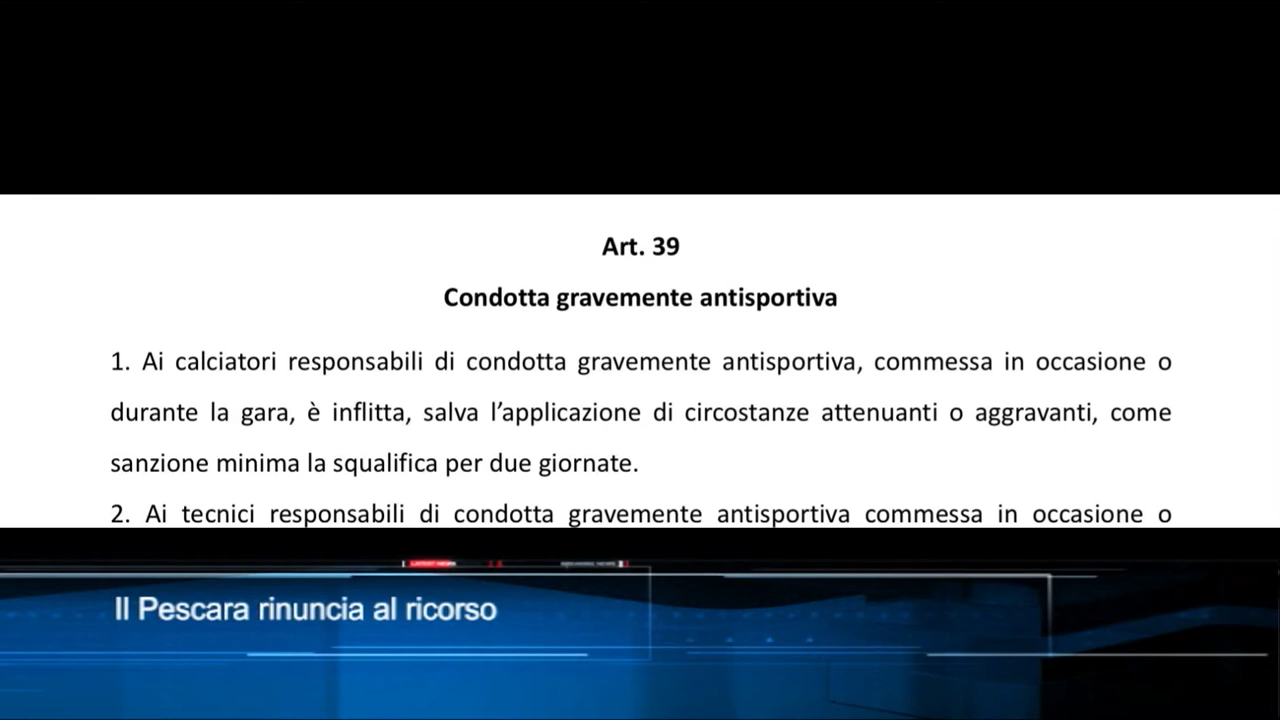 Art. 39
Condotta gravemente antisportiva
1. Ai calciatori responsabili di condotta gravemente antisportiva, commessa in occasione o
durante la gara, è inflitta, salva l’applicazione di circostanze attenuanti o aggravanti, come
sanzione minima la squalifica per due giornate.
2. Ai tecnici responsabili di condotta gravemente antisportiva commessa in occasione o
Il Pescara rinuncia al ricorso